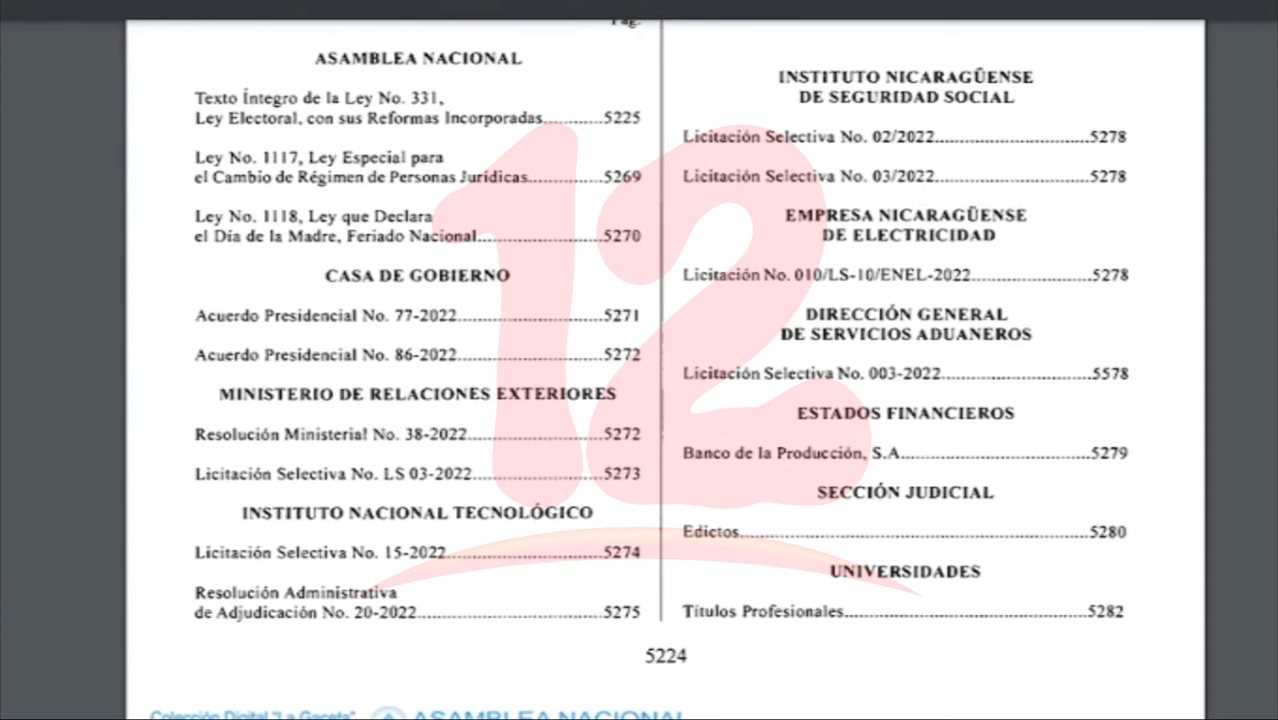 Pág.
ASAMBLEA NACIONAL
Texto Íntegro de la Ley No. 331,
Ley Electoral, con sus Reformas Incorporadas...........5225
Ley No. 1117, Ley Especial para
el Cambio de Régimen de Personas Jurídicas..............5269
Ley No. 1118, Ley que Declara
el Día de la Madre, Feriado Nacional.......................5270
CASA DE GOBIERNO
Acuerdo Presidencial No. 77-2022...........................5271
Acuerdo Presidencial No. 86-2022...........................5272
MINISTERIO DE RELACIONES EXTERIORES
Resolución Ministerial No. 38-2022.........................5272
Licitación Selectiva No. LS 03-2022........................5273
INSTITUTO NACIONAL TECNOLÓGICO
Licitación Selectiva No. 15-2022.............................5274
Resolución Administrativa
de Adjudicación No. 20-2022..................................5275
INSTITUTO NICARAGÜENSE
DE SEGURIDAD SOCIAL
Licitación Selectiva No. 02/2022.............................5278
Licitación Selectiva No. 03/2022.............................5278
EMPRESA NICARAGÜENSE
DE ELECTRICIDAD
Licitación No. 010/LS-10/ENEL-2022......................5278
DIRECCIÓN GENERAL
DE SERVICIOS ADUANEROS
Licitación Selectiva No. 003-2022...........................5578
ESTADOS FINANCIEROS
Banco de la Producción, S.A...................................5279
SECCIÓN JUDICIAL
Edictos.....................................................................5280
UNIVERSIDADES
Títulos Profesionales...............................................5282
5224
12
Colección Digital "La Gaceta" ASAMBLEA NACIONAL